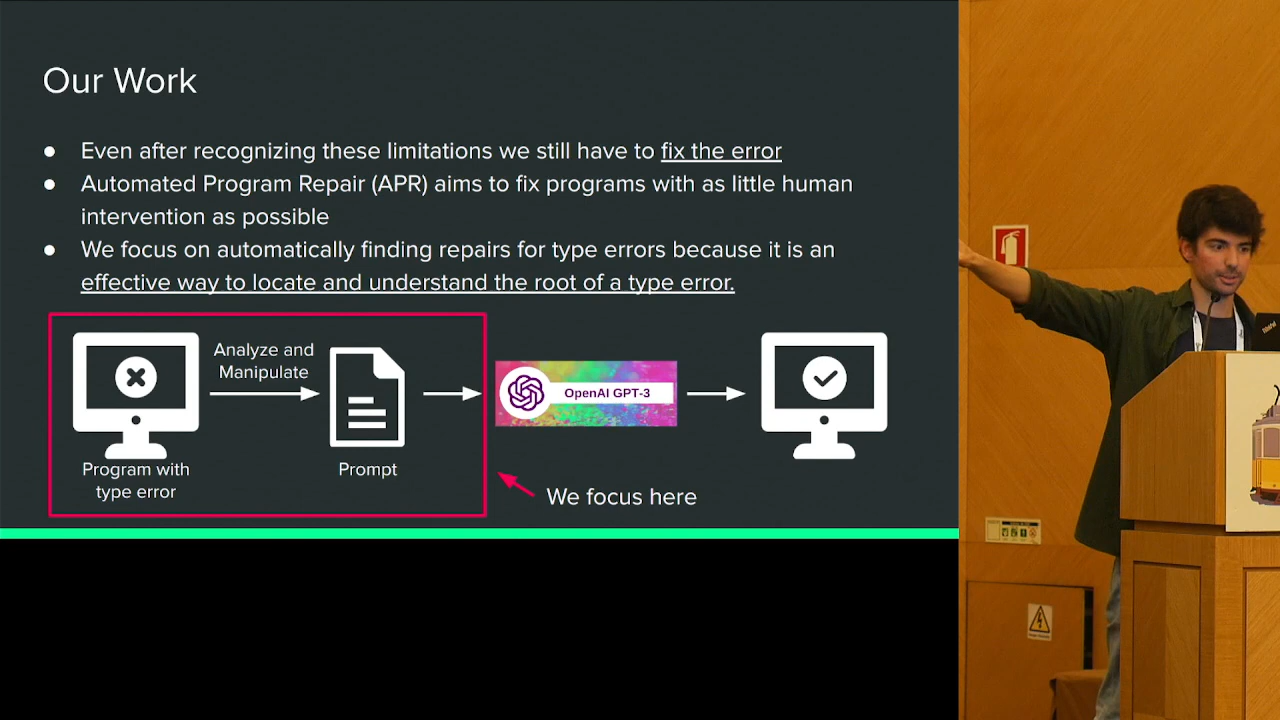 Our Work
● Even after recognizing these limitations we still have to fix the error
● Automated Program Repair (APR) aims to fix programs with as little human
intervention as possible
● We focus on automatically finding repairs for type errors because it is an
effective way to locate and understand the root of a type error.
Analyze and
Manipulate
OpenAI GPT-3
Program with
type error
Prompt
We focus here